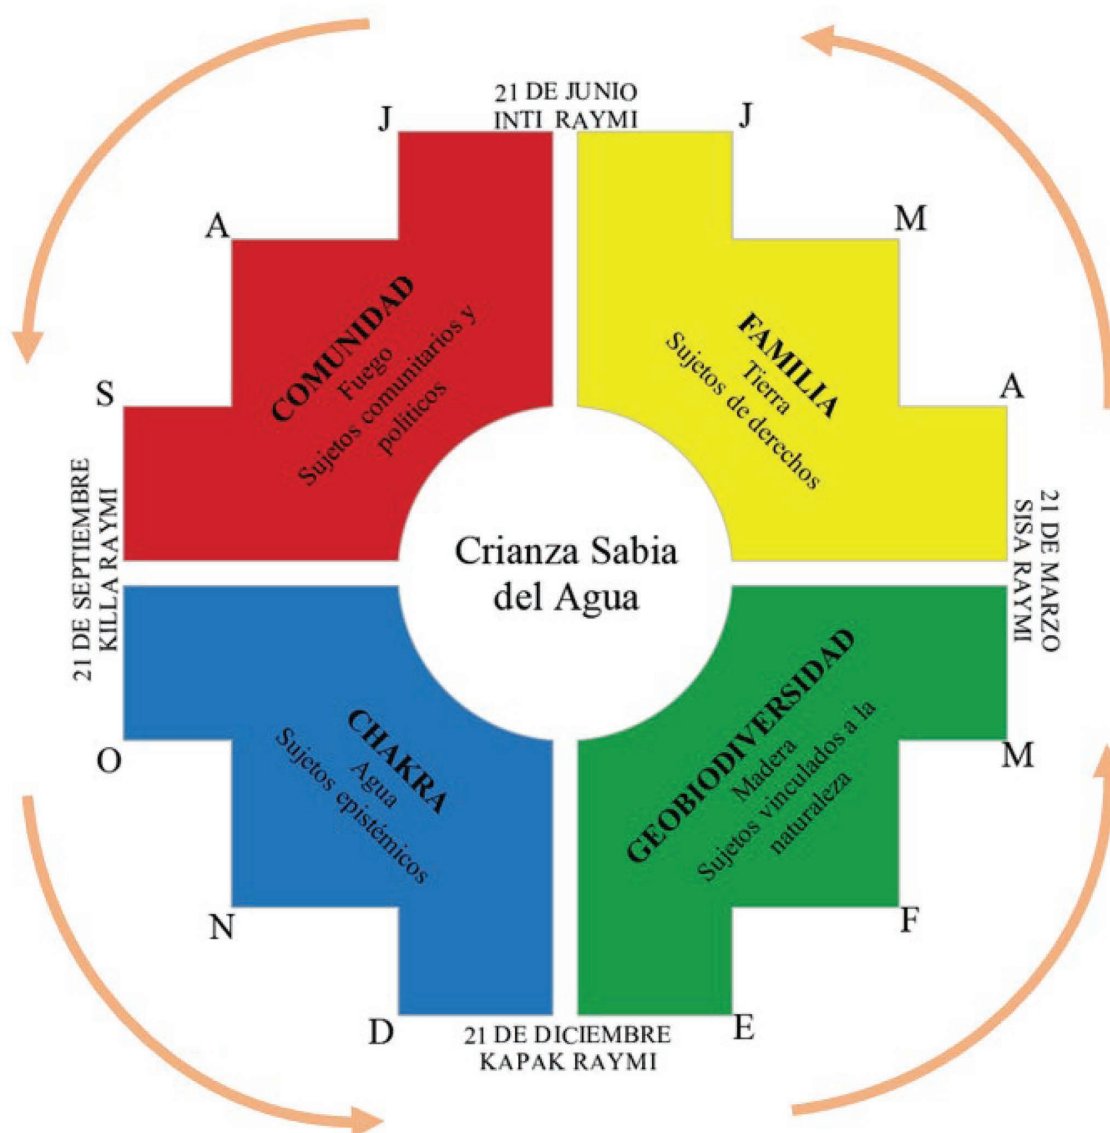 21 DE JUNIO
INTI RAYMI
J
J
A
M
S
A
COMUNIDAD
Fuego
Sujetos comunitarios y
políticos
FAMILIA
Tierra
Sujetos de derechos
21 DE SEPTIEMBRE
KILLA RAYMI
Crianza Sabia
del Agua
21 DE MARZO
SISA RAYMI
CHAKRA
Agua
Sujetos epistémicos
GEOBIODIVERSIDAD
Madera
Sujetos vinculados a la
naturaleza
O
M
N
F
D
E
21 DE DICIEMBRE
KAPAK RAYMI